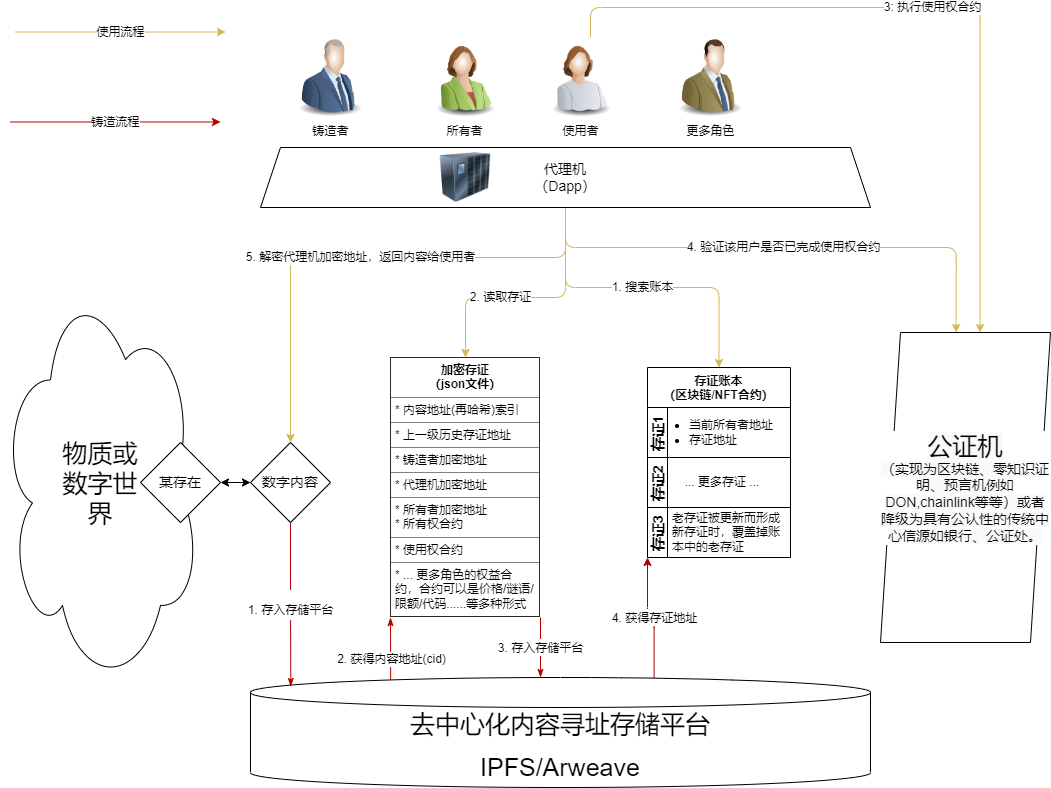 3: 执行使用权合约
使用流程
铸造流程
铸造者
所有者
使用者
更多角色
代理机
（Dapp）
4. 验证该用户是否已完成使用权合约
5. 解密代理机加密地址，返回内容给使用者
1. 搜索账本
2. 读取存证
加密存证
(json文件)
* 内容地址(再哈希)索引
* 上一级历史存证地址
* 铸造者加密地址
* 代理机加密地址
* 所有者加密地址
* 所有权合约
* 使用权合约
* ... 更多角色的权益合
约，合约可以是价格/谜语/
限额/代码......等多种形式
存证账本
(区块链/NFT合约)
存证1
• 当前所有者地址
• 存证地址
存证2
... 更多存证 ...
存证3
老存证被更新而形成
新存证时，覆盖掉账
本中的老存证
公证机
（实现为区块链、零知识证
明、预言机例如
DON,chainlink等等）或者
降级为具有公认性的传统中
心信源如银行、公证处。
物质或
数字世
界
某存在
数字内容
1. 存入存储平台
2. 获得内容地址(cid)
3. 存入存储平台
4. 获得存证地址
去中心化内容寻址存储平台
IPFS/Arweave